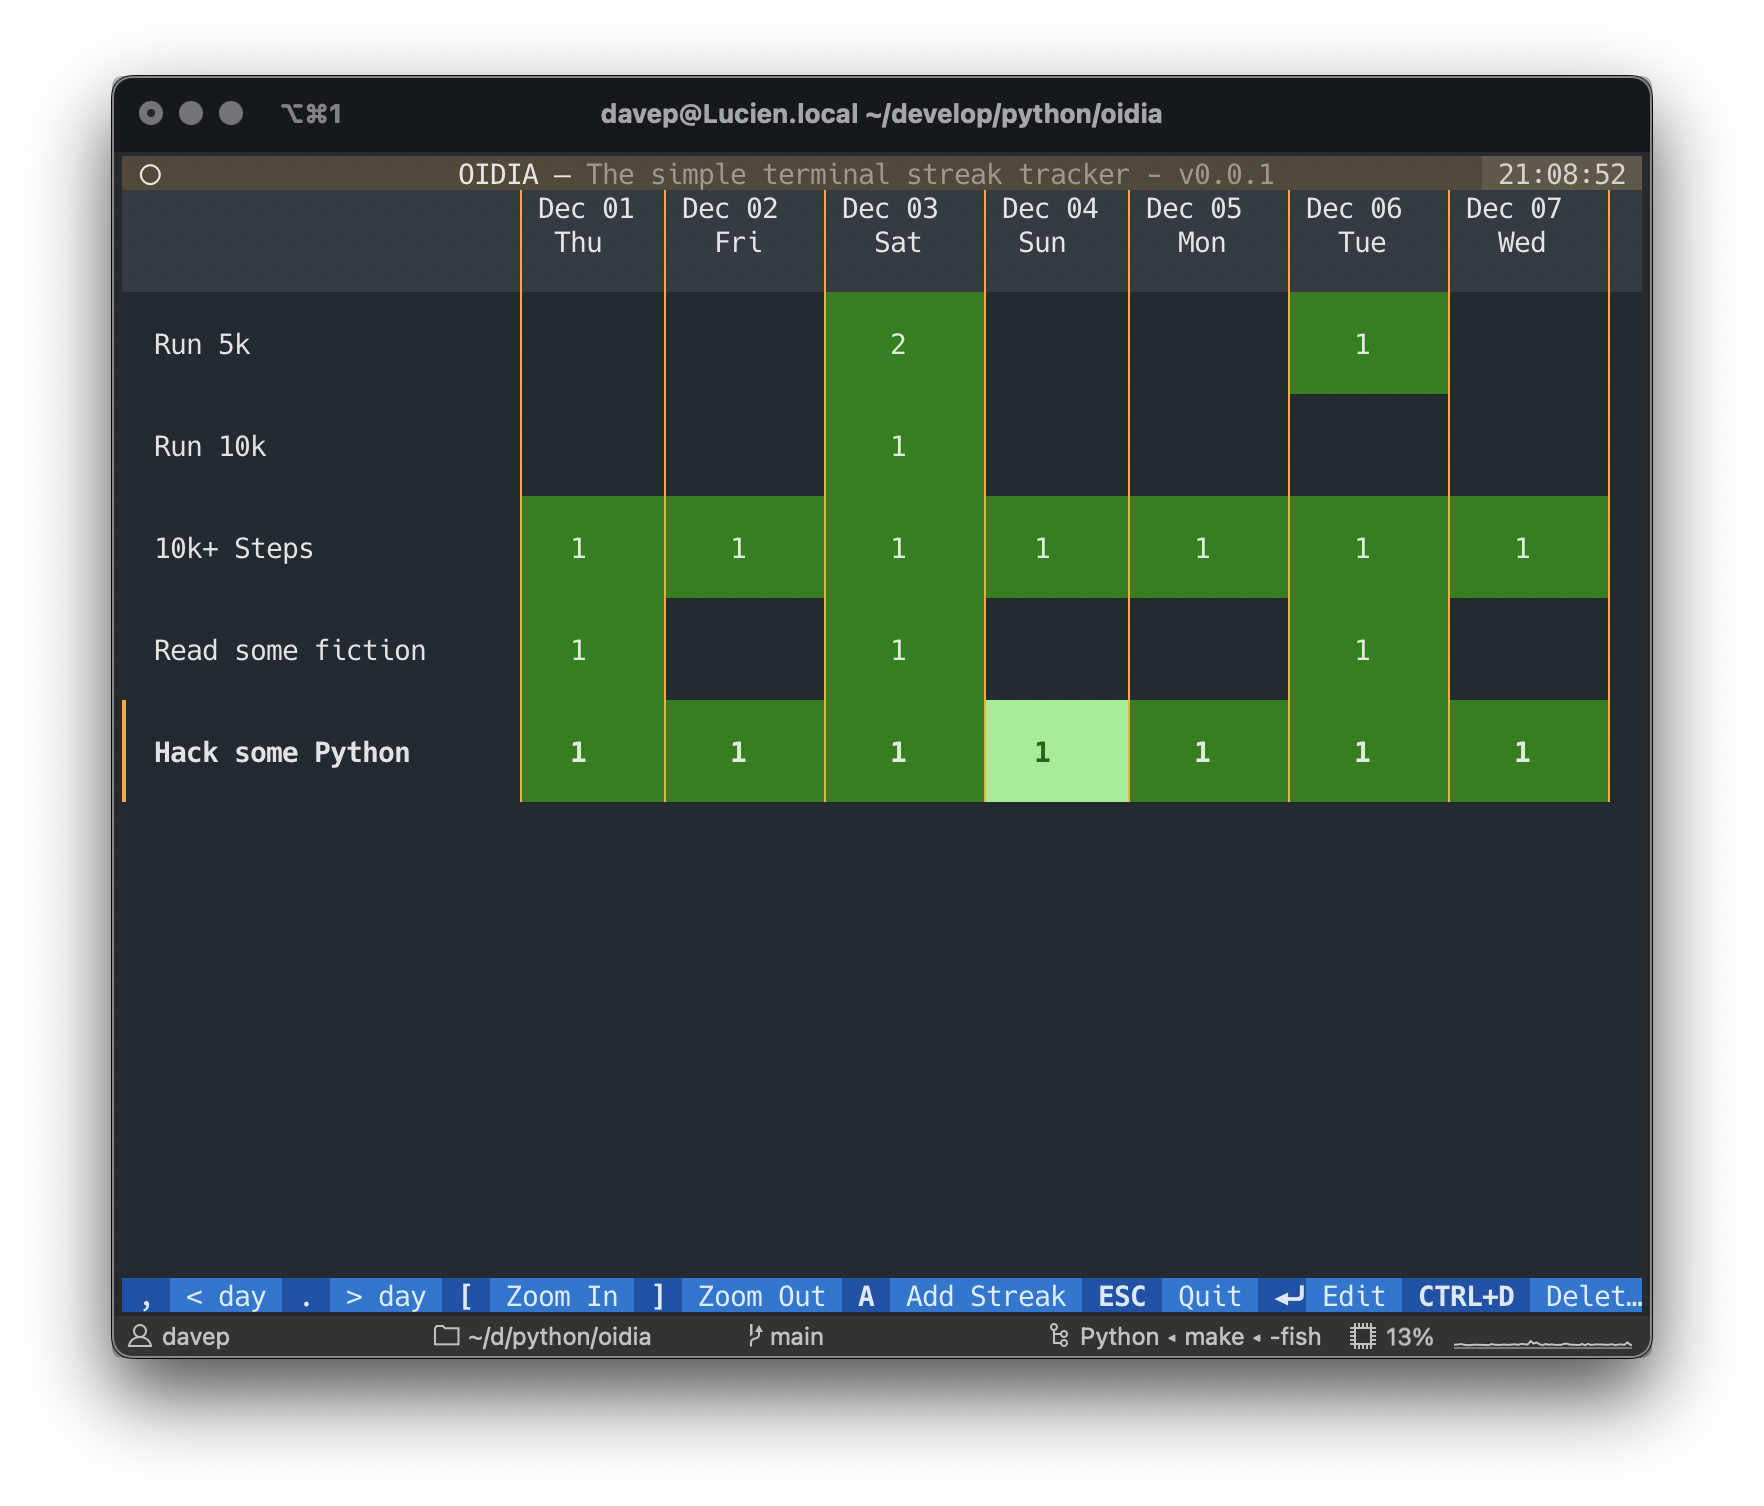 ⌥⌘1 davep@Lucien.local ~/develop/python/oidia
OIDIA — The simple terminal streak tracker - v0.0.1 21:08:52
Dec 01 Dec 02 Dec 03 Dec 04 Dec 05 Dec 06 Dec 07
Thu Fri Sat Sun Mon Tue Wed
Run 5k 2 1
Run 10k 1
10k+ Steps 1 1 1 1 1 1 1
Read some fiction 1 1 1
Hack some Python 1 1 1 1 1 1 1
, < day . > day [ Zoom In ] Zoom Out A Add Streak ESC Quit ↵ Edit CTRL+D Delet…
davep ~/d/python/oidia main Python ◂ make ◂ -fish 13%